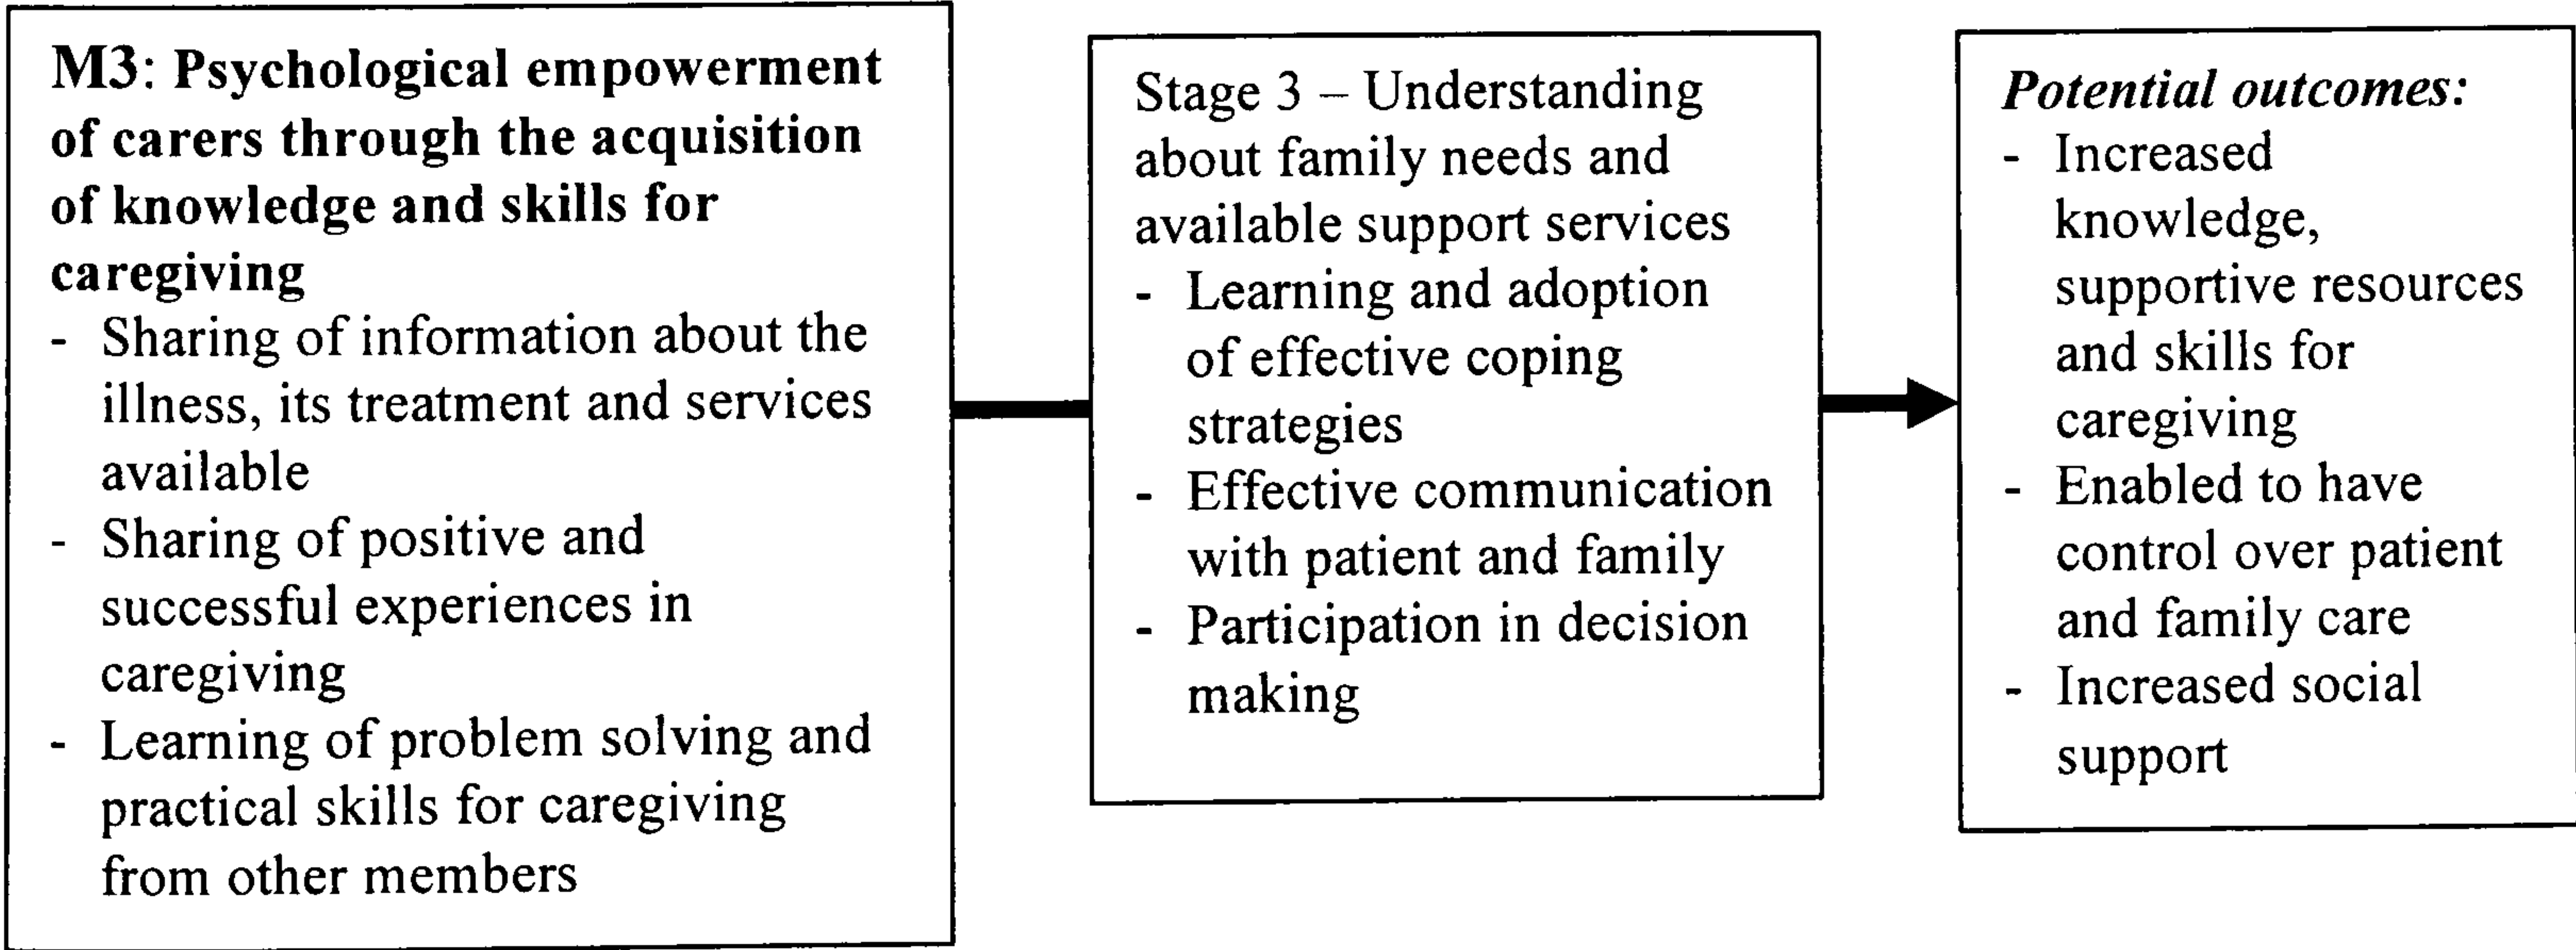 M3: Psychological empowerment
of carers through the acquisition
of knowledge and skills for
caregiving
- Sharing of information about the
illness, its treatment and services
available
- Sharing of positive and
successful experiences in
caregiving
- Learning of problem solving and
practical skills for caregiving
from other members
Stage 3 – Understanding
about family needs and
available support services
- Learning and adoption
of effective coping
strategies
- Effective communication
with patient and family
- Participation in decision
making
Potential outcomes:
- Increased
knowledge,
supportive resources
and skills for
caregiving
- Enabled to have
control over patient
and family care
- Increased social
support